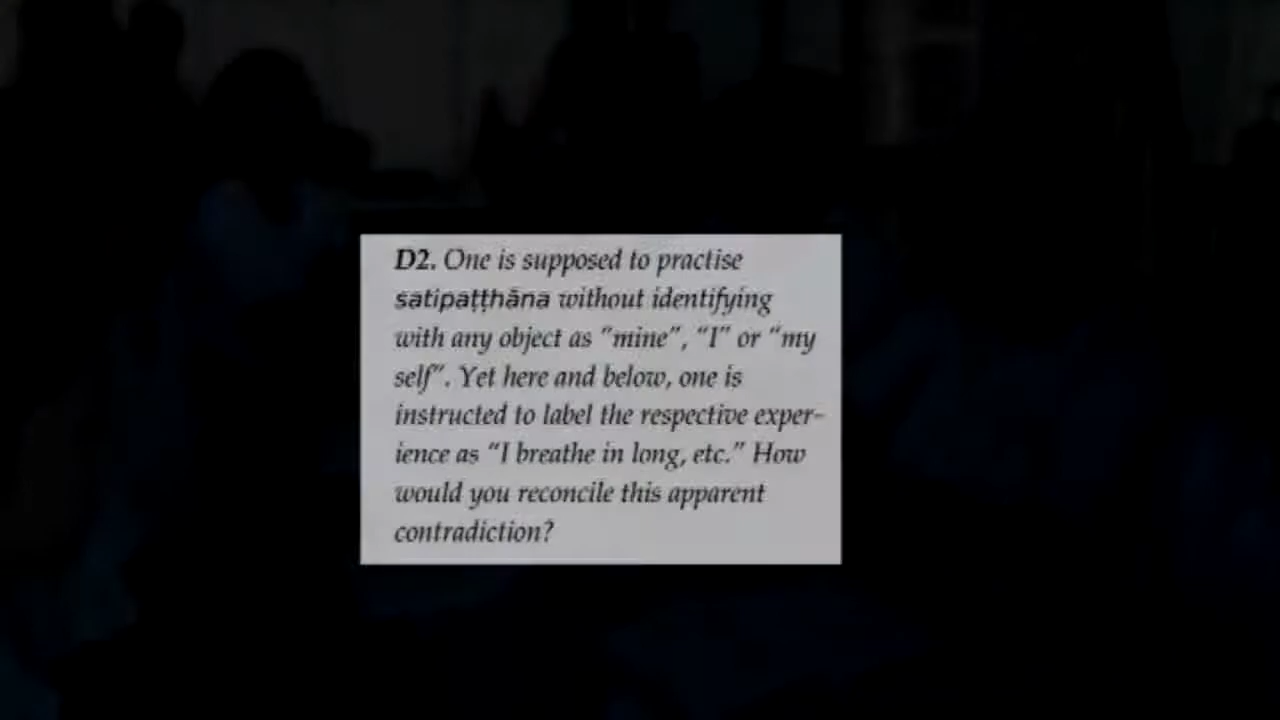 D2. One is supposed to practise
satipaṭṭhāna without identifying
with any object as “mine”, “I” or “my
self”. Yet here and below, one is
instructed to label the respective exper-
ience as “I breathe in long, etc.” How
would you reconcile this apparent
contradiction?